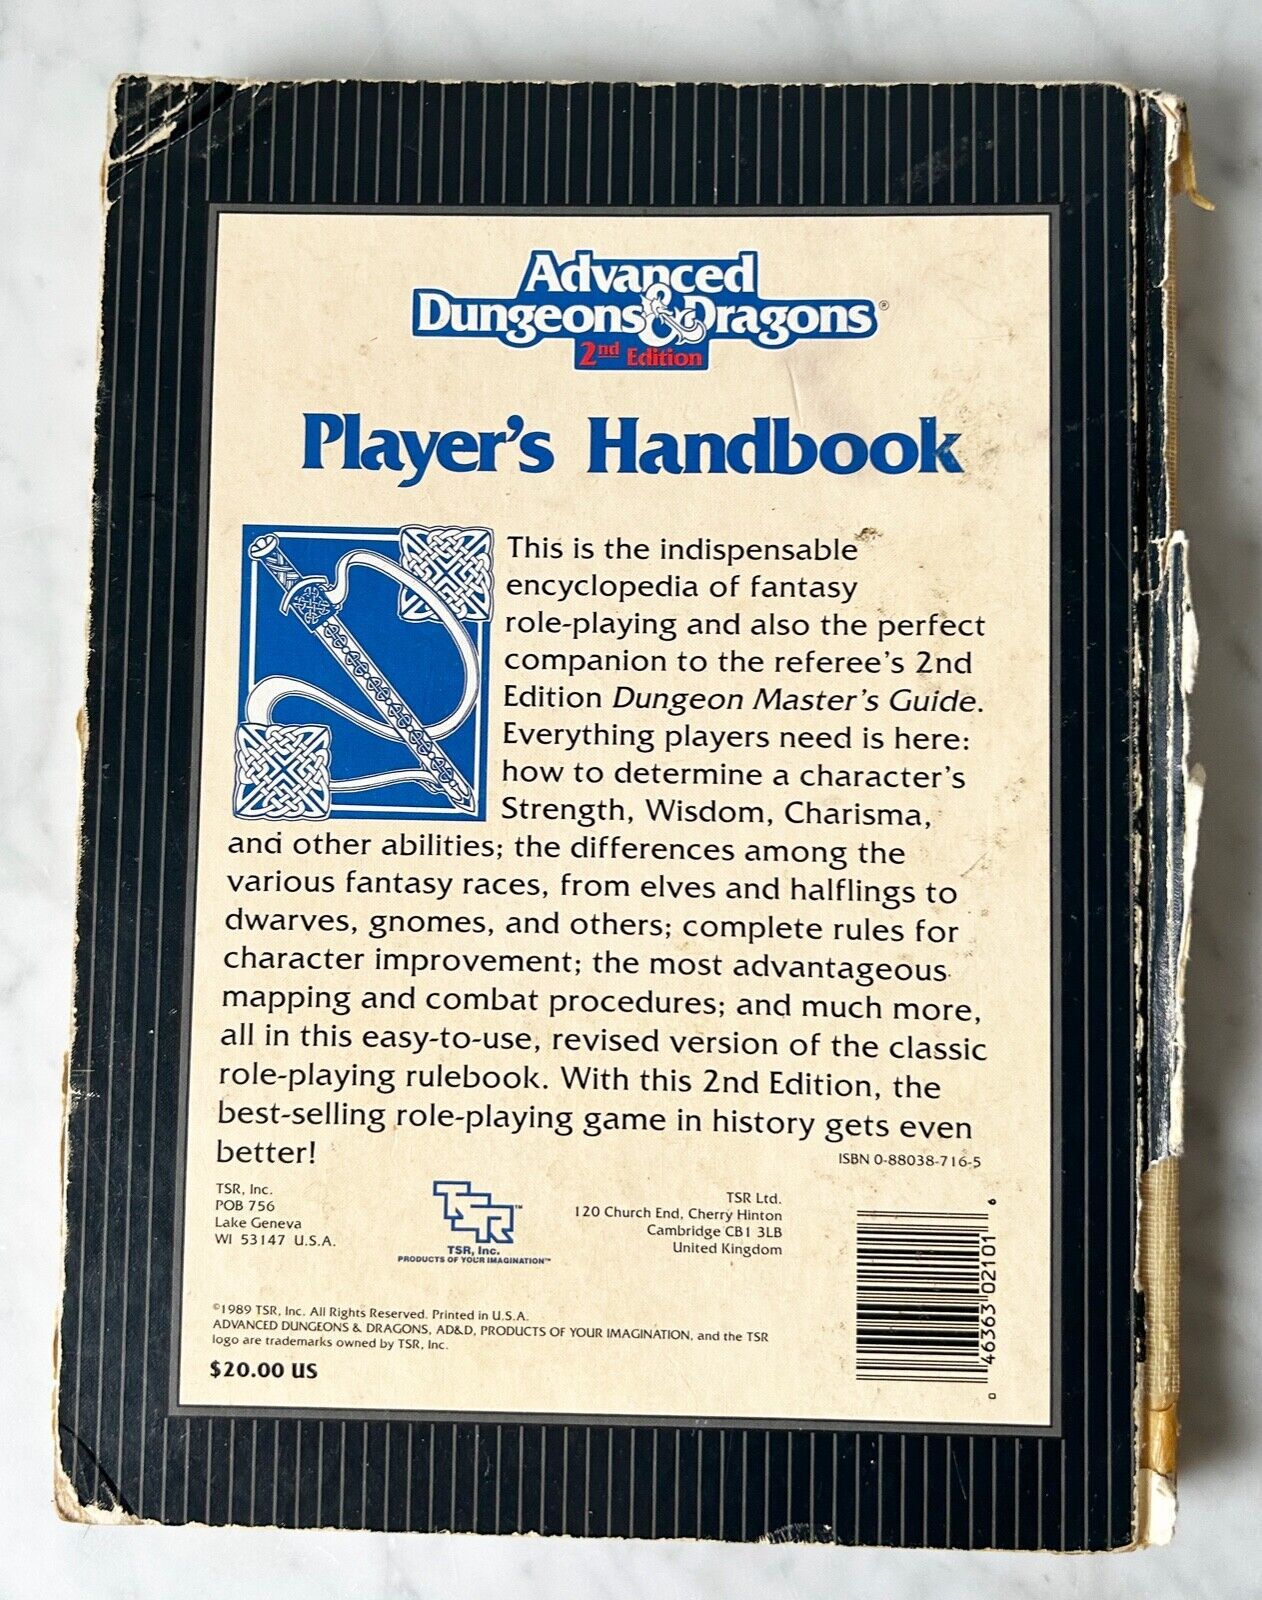 Advanced
Dungeons & Dragons®
2nd Edition
Player's Handbook
This is the indispensable
encyclopedia of fantasy
role-playing and also the perfect
companion to the referee's 2nd
Edition Dungeon Master's Guide.
Everything players need is here:
how to determine a character's
Strength, Wisdom, Charisma,
and other abilities; the differences among the
various fantasy races, from elves and halflings to
dwarves, gnomes, and others; complete rules for
character improvement; the most advantageous
mapping and combat procedures; and much more,
all in this easy-to-use, revised version of the classic
role-playing rulebook. With this 2nd Edition, the
best-selling role-playing game in history gets even
better!
ISBN 0-88038-716-5
TSR, Inc.
POB 756
Lake Geneva
WI 53147 U.S.A.
TSR™
TSR, Inc.
PRODUCTS OF YOUR IMAGINATION™
TSR Ltd.
120 Church End, Cherry Hinton
Cambridge CB1 3LB
United Kingdom
©1989 TSR, Inc. All Rights Reserved. Printed in U.S.A.
ADVANCED DUNGEONS & DRAGONS, AD&D, PRODUCTS OF YOUR IMAGINATION, and the TSR
logo are trademarks owned by TSR, Inc.
$20.00 US
0 46363 02101 6